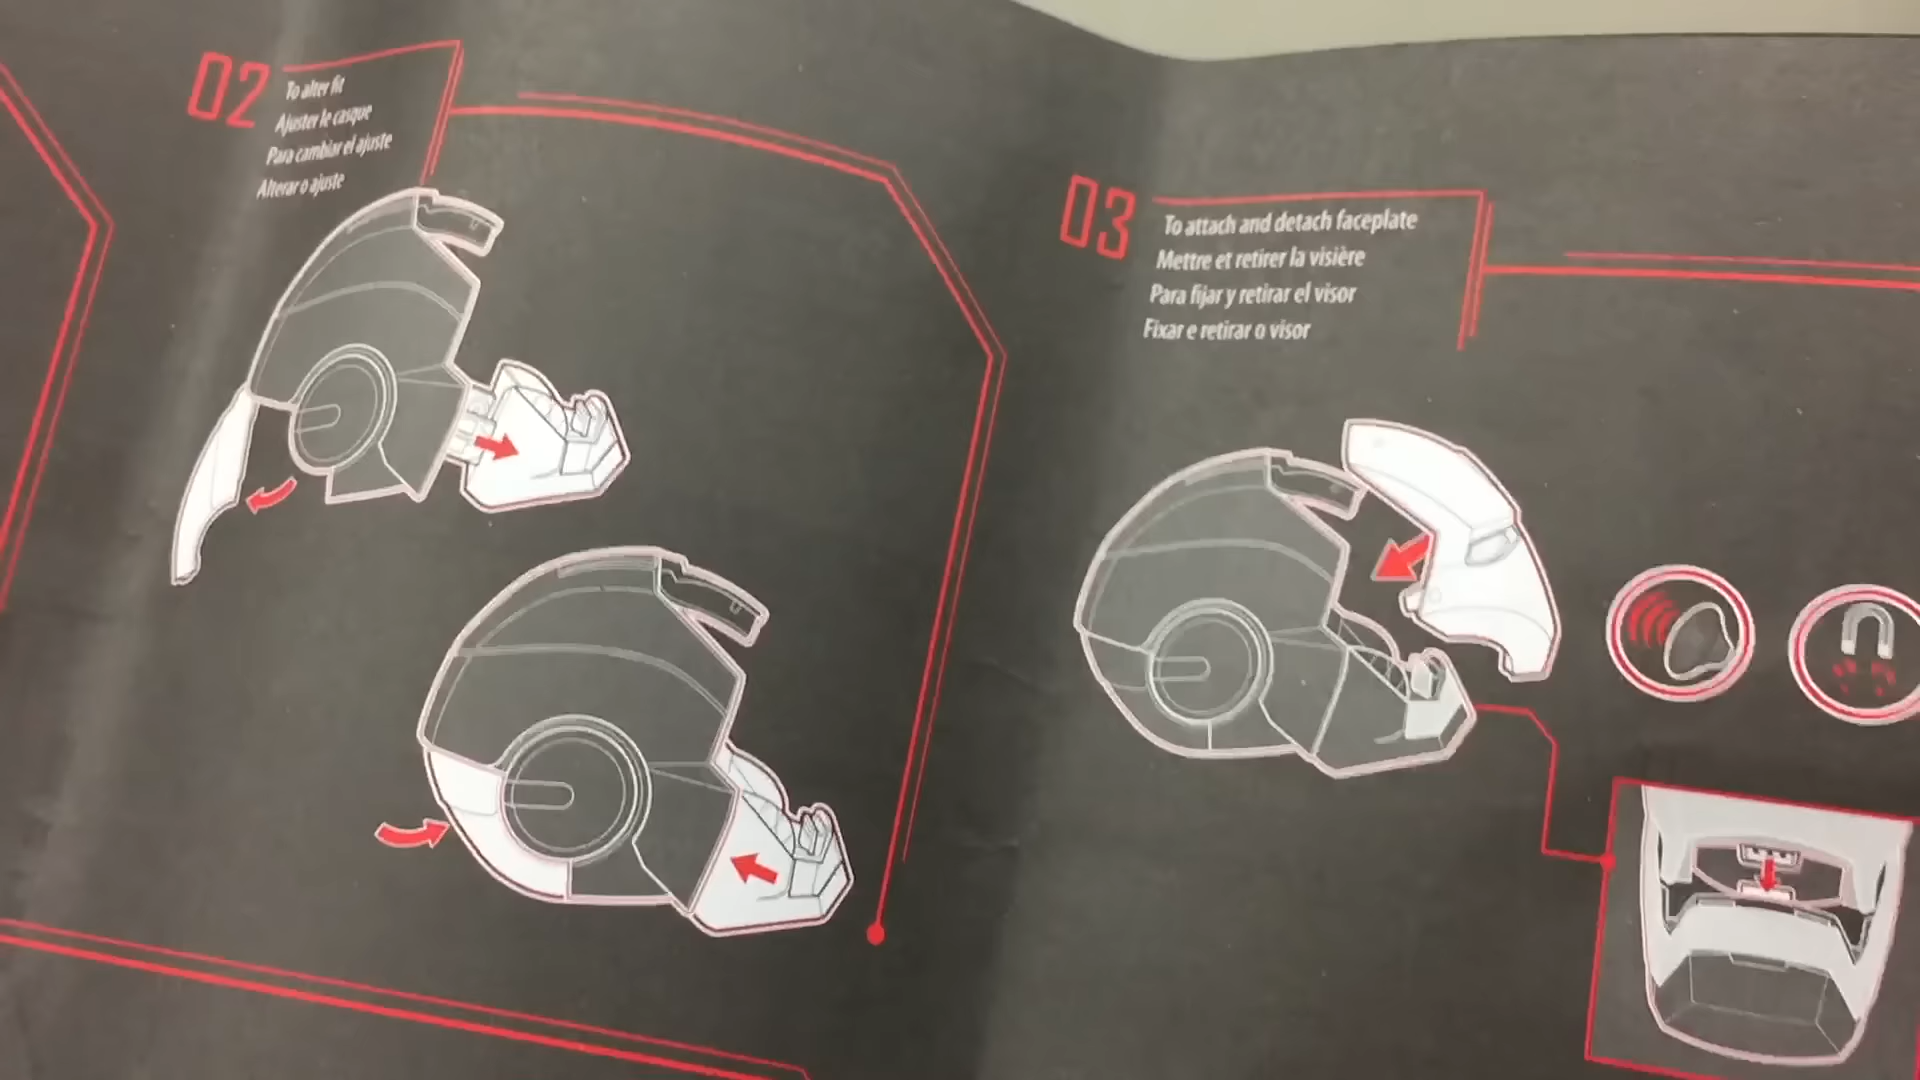 02
To alter fit
Ajuster le casque
Para cambiar el ajuste
Alterar o ajuste
03
To attach and detach faceplate
Mettre et retirer la visière
Para fijar y retirar el visor
Fixar e retirar o visor